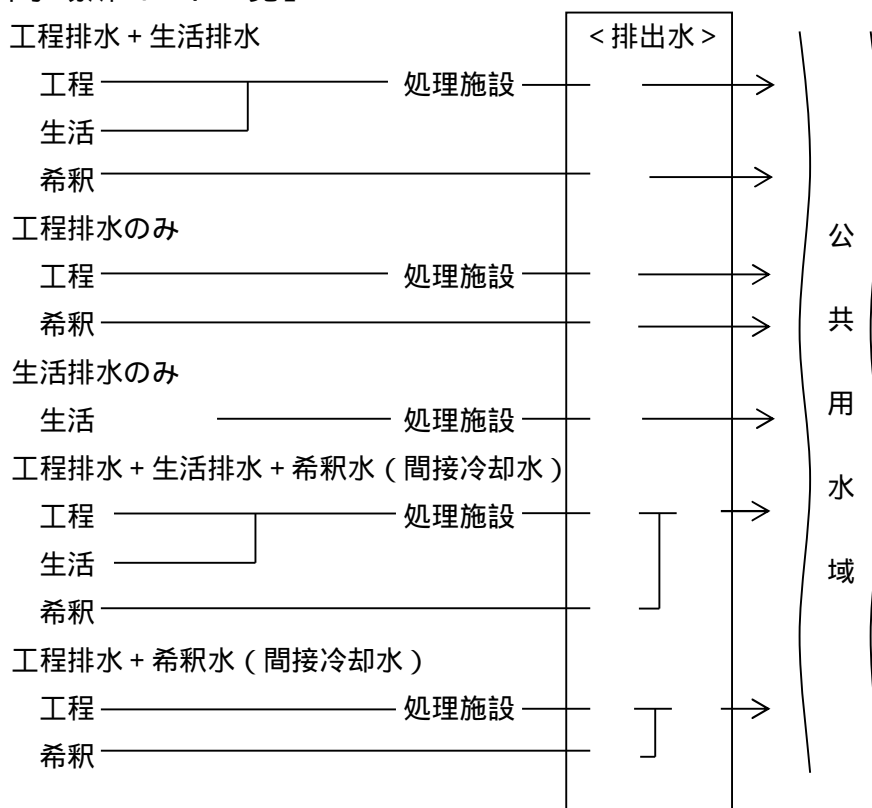 工程排水+生活排水 <排出水>
工程 処理施設
生活
希釈
工程排水のみ
工程 処理施設
希釈
生活排水のみ
生活 処理施設
工程排水+生活排水+希釈水(間接冷却水)
工程 処理施設
生活
希釈
工程排水+希釈水(間接冷却水)
工程 処理施設
希釈
公共用水域